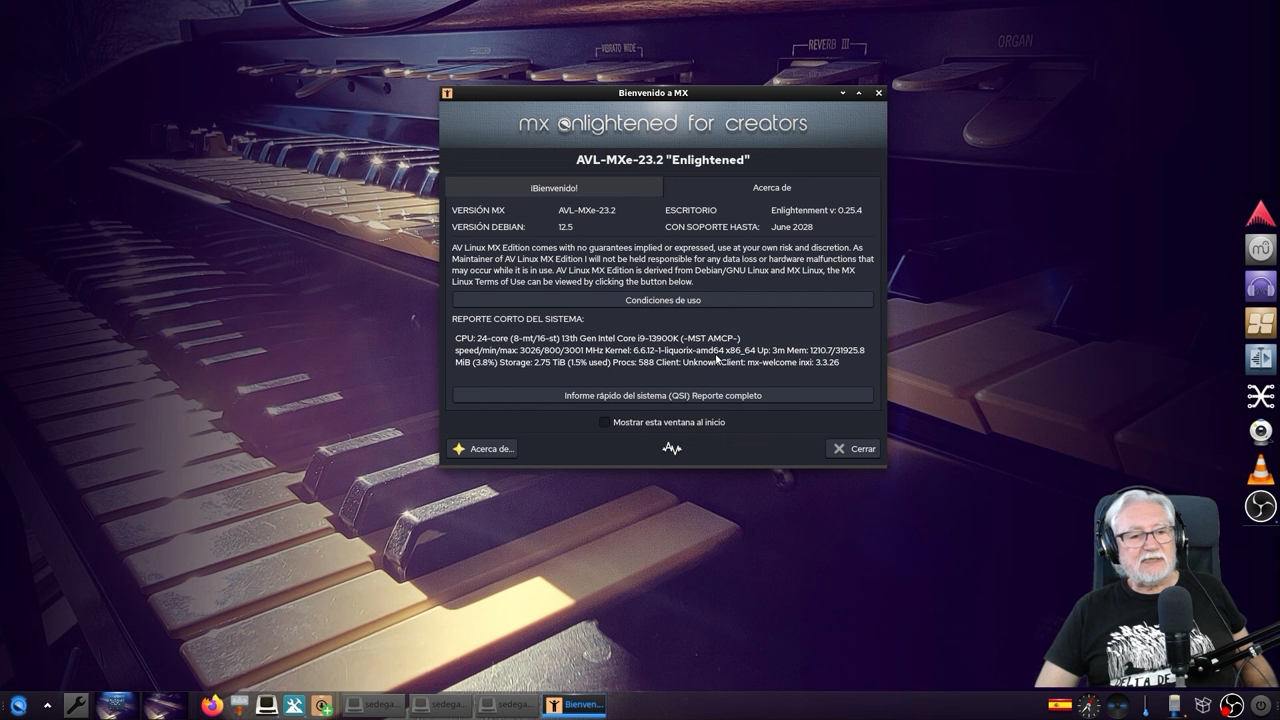 VIBRATO WIDE
REVERB III
ORGAN
Bienvenido a MX
mx enlightened for creators
AVL-MXe-23.2 "Enlightened"
¡Bienvenido!
Acerca de
VERSIÓN MX AVL-MXe-23.2 ESCRITORIO Enlightenment v: 0.25.4
VERSIÓN DEBIAN: 12.5 CON SOPORTE HASTA: June 2028
AV Linux MX Edition comes with no guarantees implied or expressed, use at your own risk and discretion. As
Maintainer of AV Linux MX Edition I will not be held responsible for any data loss or hardware malfunctions that
may occur while it is in use. AV Linux MX Edition is derived from Debian/GNU Linux and MX Linux, the MX
Linux Terms of Use can be viewed by clicking the button below.
Condiciones de uso
REPORTE CORTO DEL SISTEMA:
CPU: 24-core (8-mt/16-st) 13th Gen Intel Core i9-13900K (-MST AMCP-)
speed/min/max: 3026/800/3001 MHz Kernel: 6.6.12-1-liquorix-amd64 x86_64 Up: 3m Mem: 1210.7/31925.8
MiB (3.8%) Storage: 2.75 TiB (1.5% used) Procs: 588 Client: Unknown Client: mx-welcome inxi: 3.3.26
Informe rápido del sistema (QSI) Reporte completo
Mostrar esta ventana al inicio
Acerca de...
Cerrar
sedega...
sedega...
sedega...
Bienven...